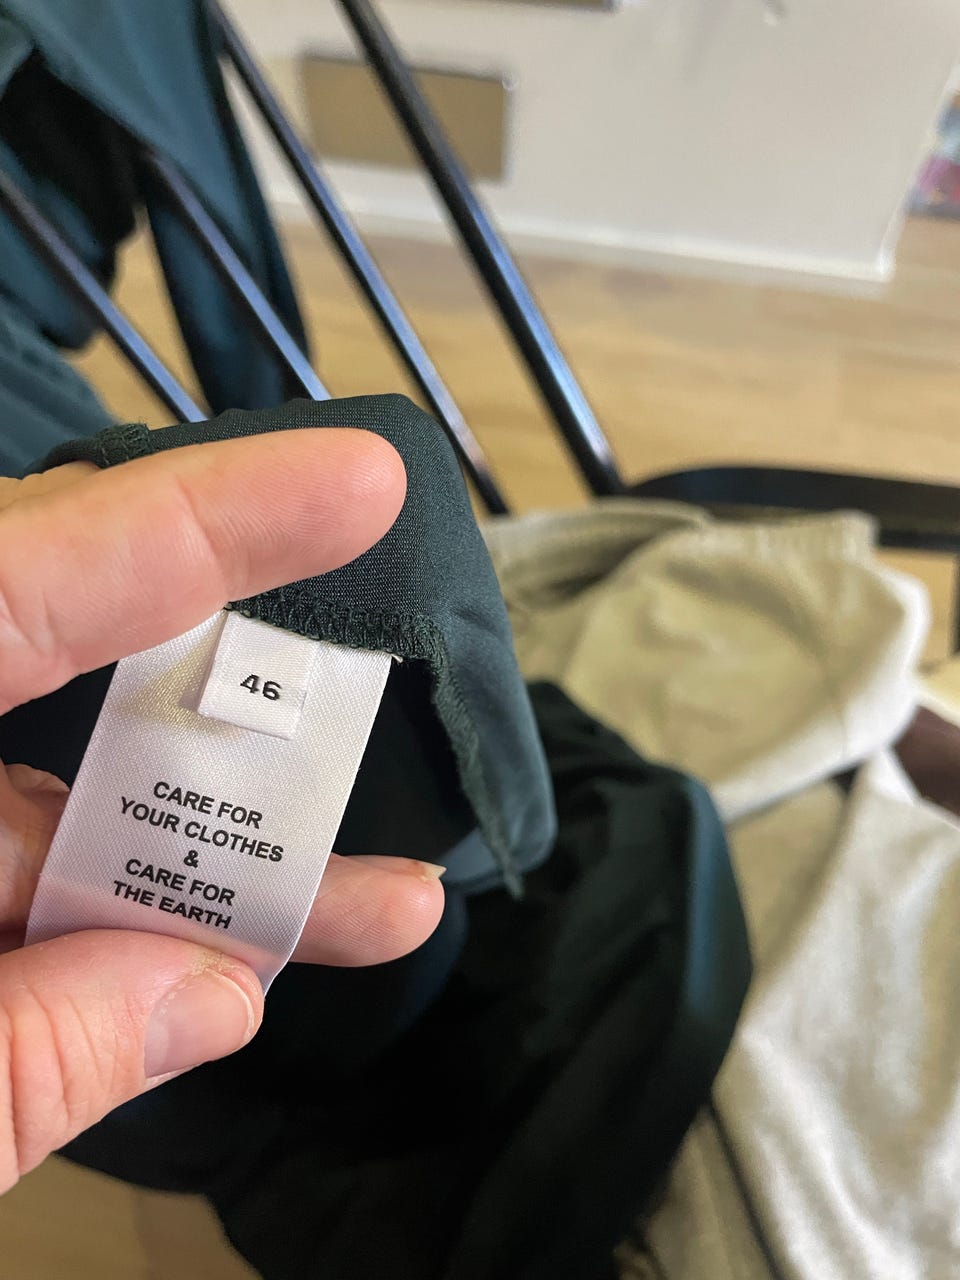 46
CARE FOR
YOUR CLOTHES
&
CARE FOR
THE EARTH